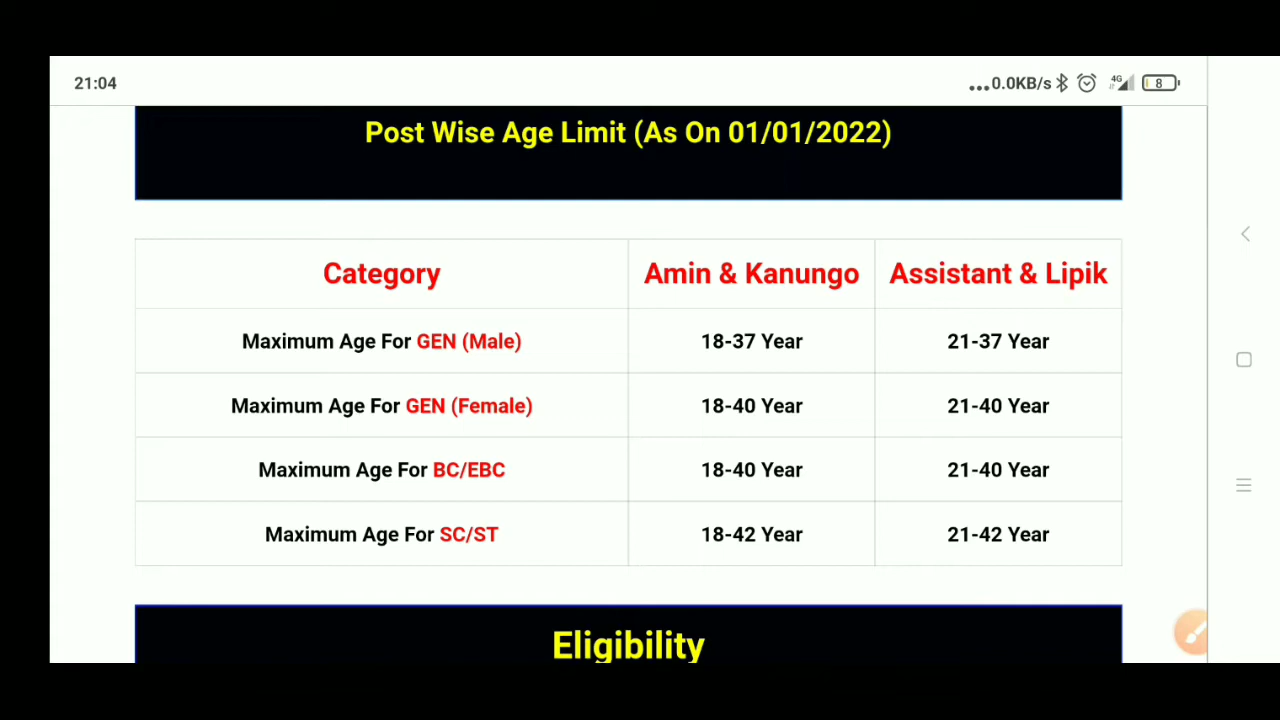 21:04
...0.0KB/s 4G 8
Post Wise Age Limit (As On 01/01/2022)
Category Amin & Kanungo Assistant & Lipik
Maximum Age For GEN (Male) 18-37 Year 21-37 Year
Maximum Age For GEN (Female) 18-40 Year 21-40 Year
Maximum Age For BC/EBC 18-40 Year 21-40 Year
Maximum Age For SC/ST 18-42 Year 21-42 Year
Eligibility